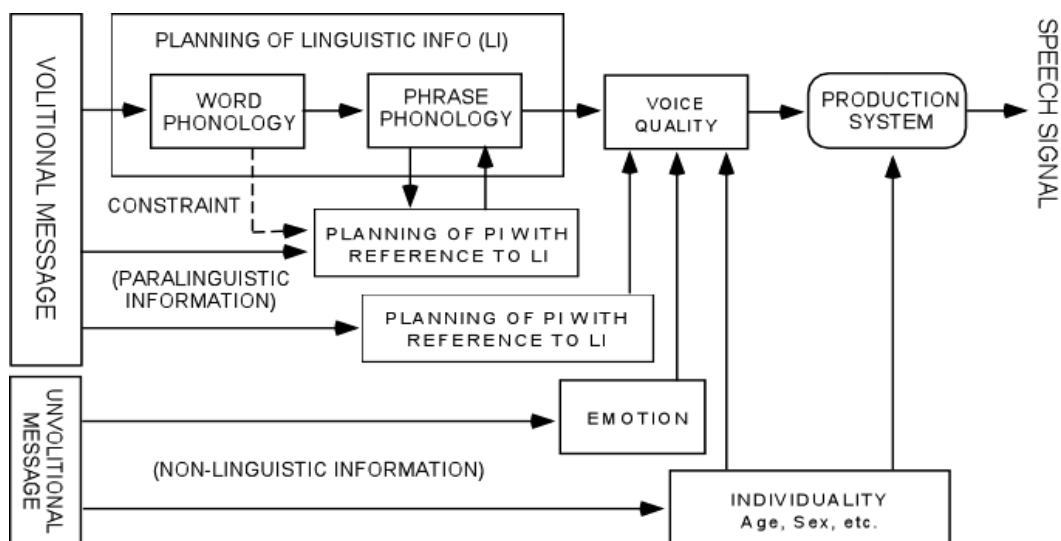 PLANNING OF LINGUISTIC INFO (LI)
VOLITIONAL MESSAGE
WORD
PHONOLOGY
PHRASE
PHONOLOGY
VOICE
QUALITY
PRODUCTION
SYSTEM
SPEECH SIGNAL
CONSTRAINT
PLANNING OF PI WITH
REFERENCE TO LI
(PARALINGUISTIC
INFORMATION)
PLANNING OF PI WITH
REFERENCE TO LI
UNVOLITIONAL
MESSAGE
EMOTION
(NON-LINGUISTIC INFORMATION)
INDIVIDUALITY
Age, Sex, etc.